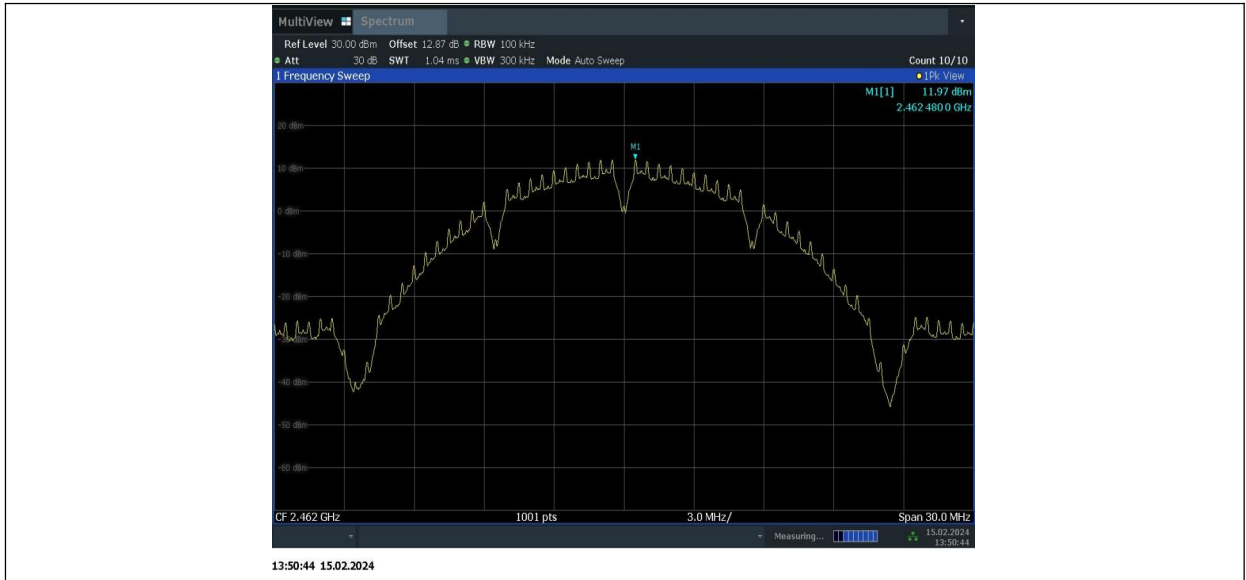 MultiView Spectrum
Ref Level 30.00 dBm Offset 12.87 dB RBW 100 kHz
Att 30 dB SWT 1.04 ms VBW 300 kHz Mode Auto Sweep Count 10/10
1 Frequency Sweep 1Pk View
M1[1] 11.97 dBm
2.462 480 0 GHz
20 dBm
M1
10 dBm
0 dBm
-10 dBm
-20 dBm
-30 dBm
-40 dBm
-50 dBm
-60 dBm
CF 2.462 GHz 1001 pts 3.0 MHz/ Span 30.0 MHz
Measuring... 15.02.2024
13:50:44
13:50:44 15.02.2024